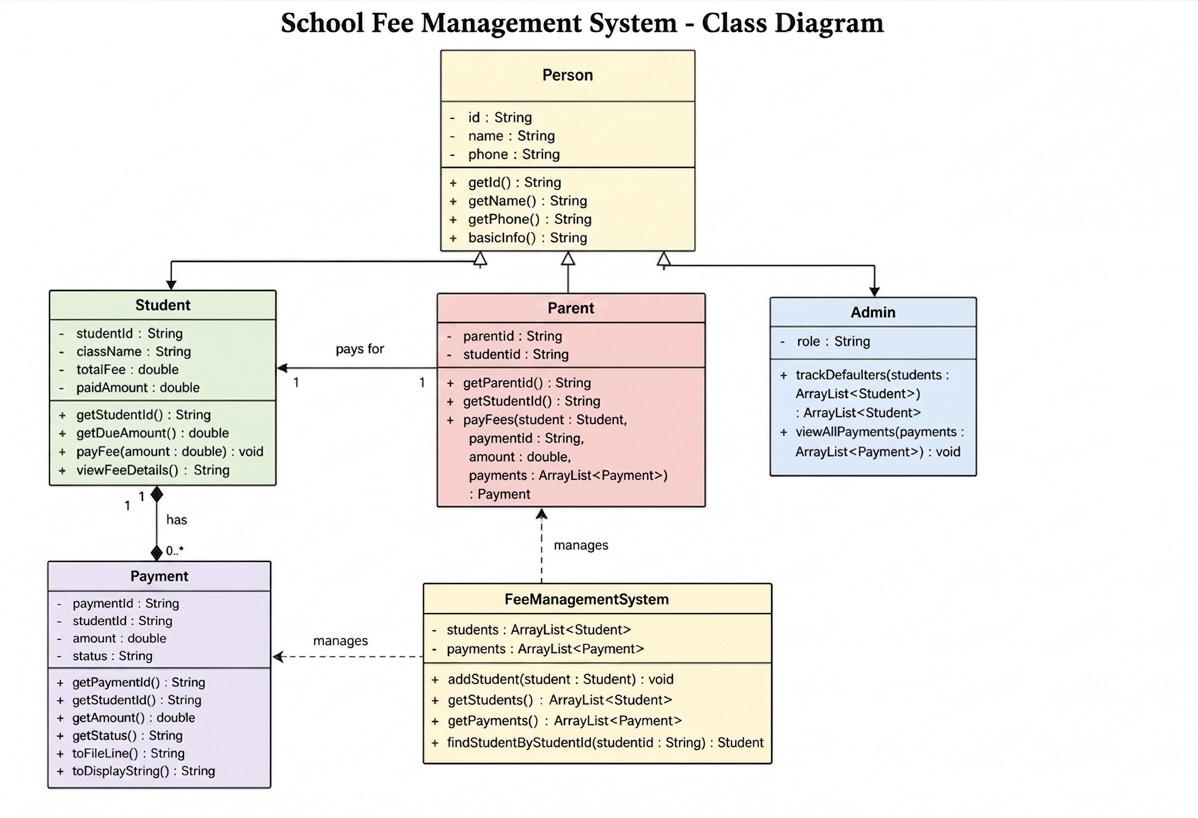 School Fee Management System - Class Diagram
Person
- id : String
- name : String
- phone : String
+ getId() : String
+ getName() : String
+ getPhone() : String
+ basicInfo() : String
Student
- studentId : String
- className : String
- totalFee : double
- paidAmount : double
+ getStudentId() : String
+ getDueAmount() : double
+ payFee(amount : double) : void
+ viewFeeDetails() : String
pays for
1
1
Parent
- parentid : String
- studentid : String
+ getParentId() : String
+ getStudentId() : String
+ payFees(student : Student,
paymentid : String,
amount : double,
payments : ArrayList<Payment>)
: Payment
Admin
- role : String
+ trackDefaulters(students :
ArrayList<Student>)
: ArrayList<Student>
+ viewAllPayments(payments :
ArrayList<Payment>) : void
1
1
has
0..*
manages
Payment
- paymentId : String
- studentId : String
- amount : double
- status : String
+ getPaymentId() : String
+ getStudentId() : String
+ getAmount() : double
+ getStatus() : String
+ toFileLine() : String
+ toDisplayString() : String
manages
FeeManagementSystem
- students : ArrayList<Student>
- payments : ArrayList<Payment>
+ addStudent(student : Student) : void
+ getStudents() : ArrayList<Student>
+ getPayments() : ArrayList<Payment>
+ findStudentByStudentId(studentid : String) : Student